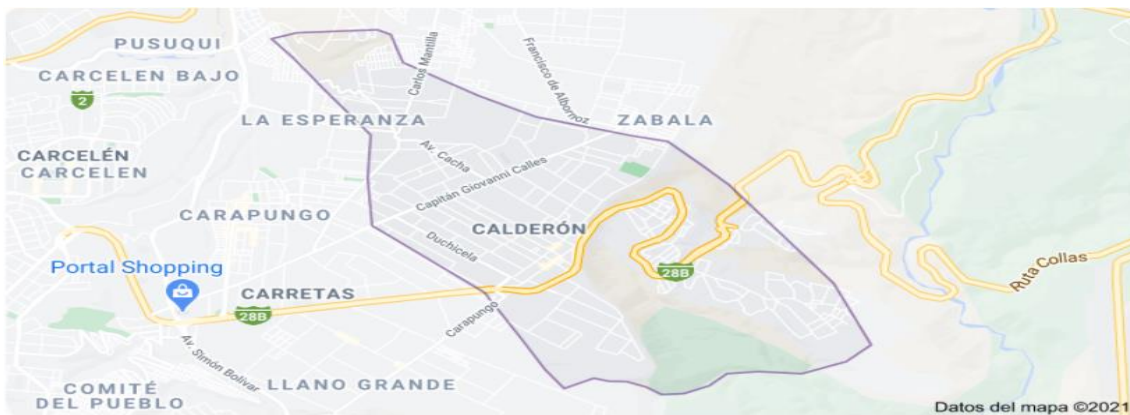 PUSUQUI
CARCELEN BAJO
2
CARCELÉN
CARCELEN
LA ESPERANZA
Carlos Mantilla
Francisco de Albornoz
ZABALA
Av. Cacha
Capitán Giovanni Calles
CARAPUNGO
CALDERÓN
Duchicela
Portal Shopping
28B
Ruta Collas
CARRETAS
28B
Carapungo
Av. Simón Bolívar
LLANO GRANDE
COMITÉ
DEL PUEBLO
Datos del mapa ©2021